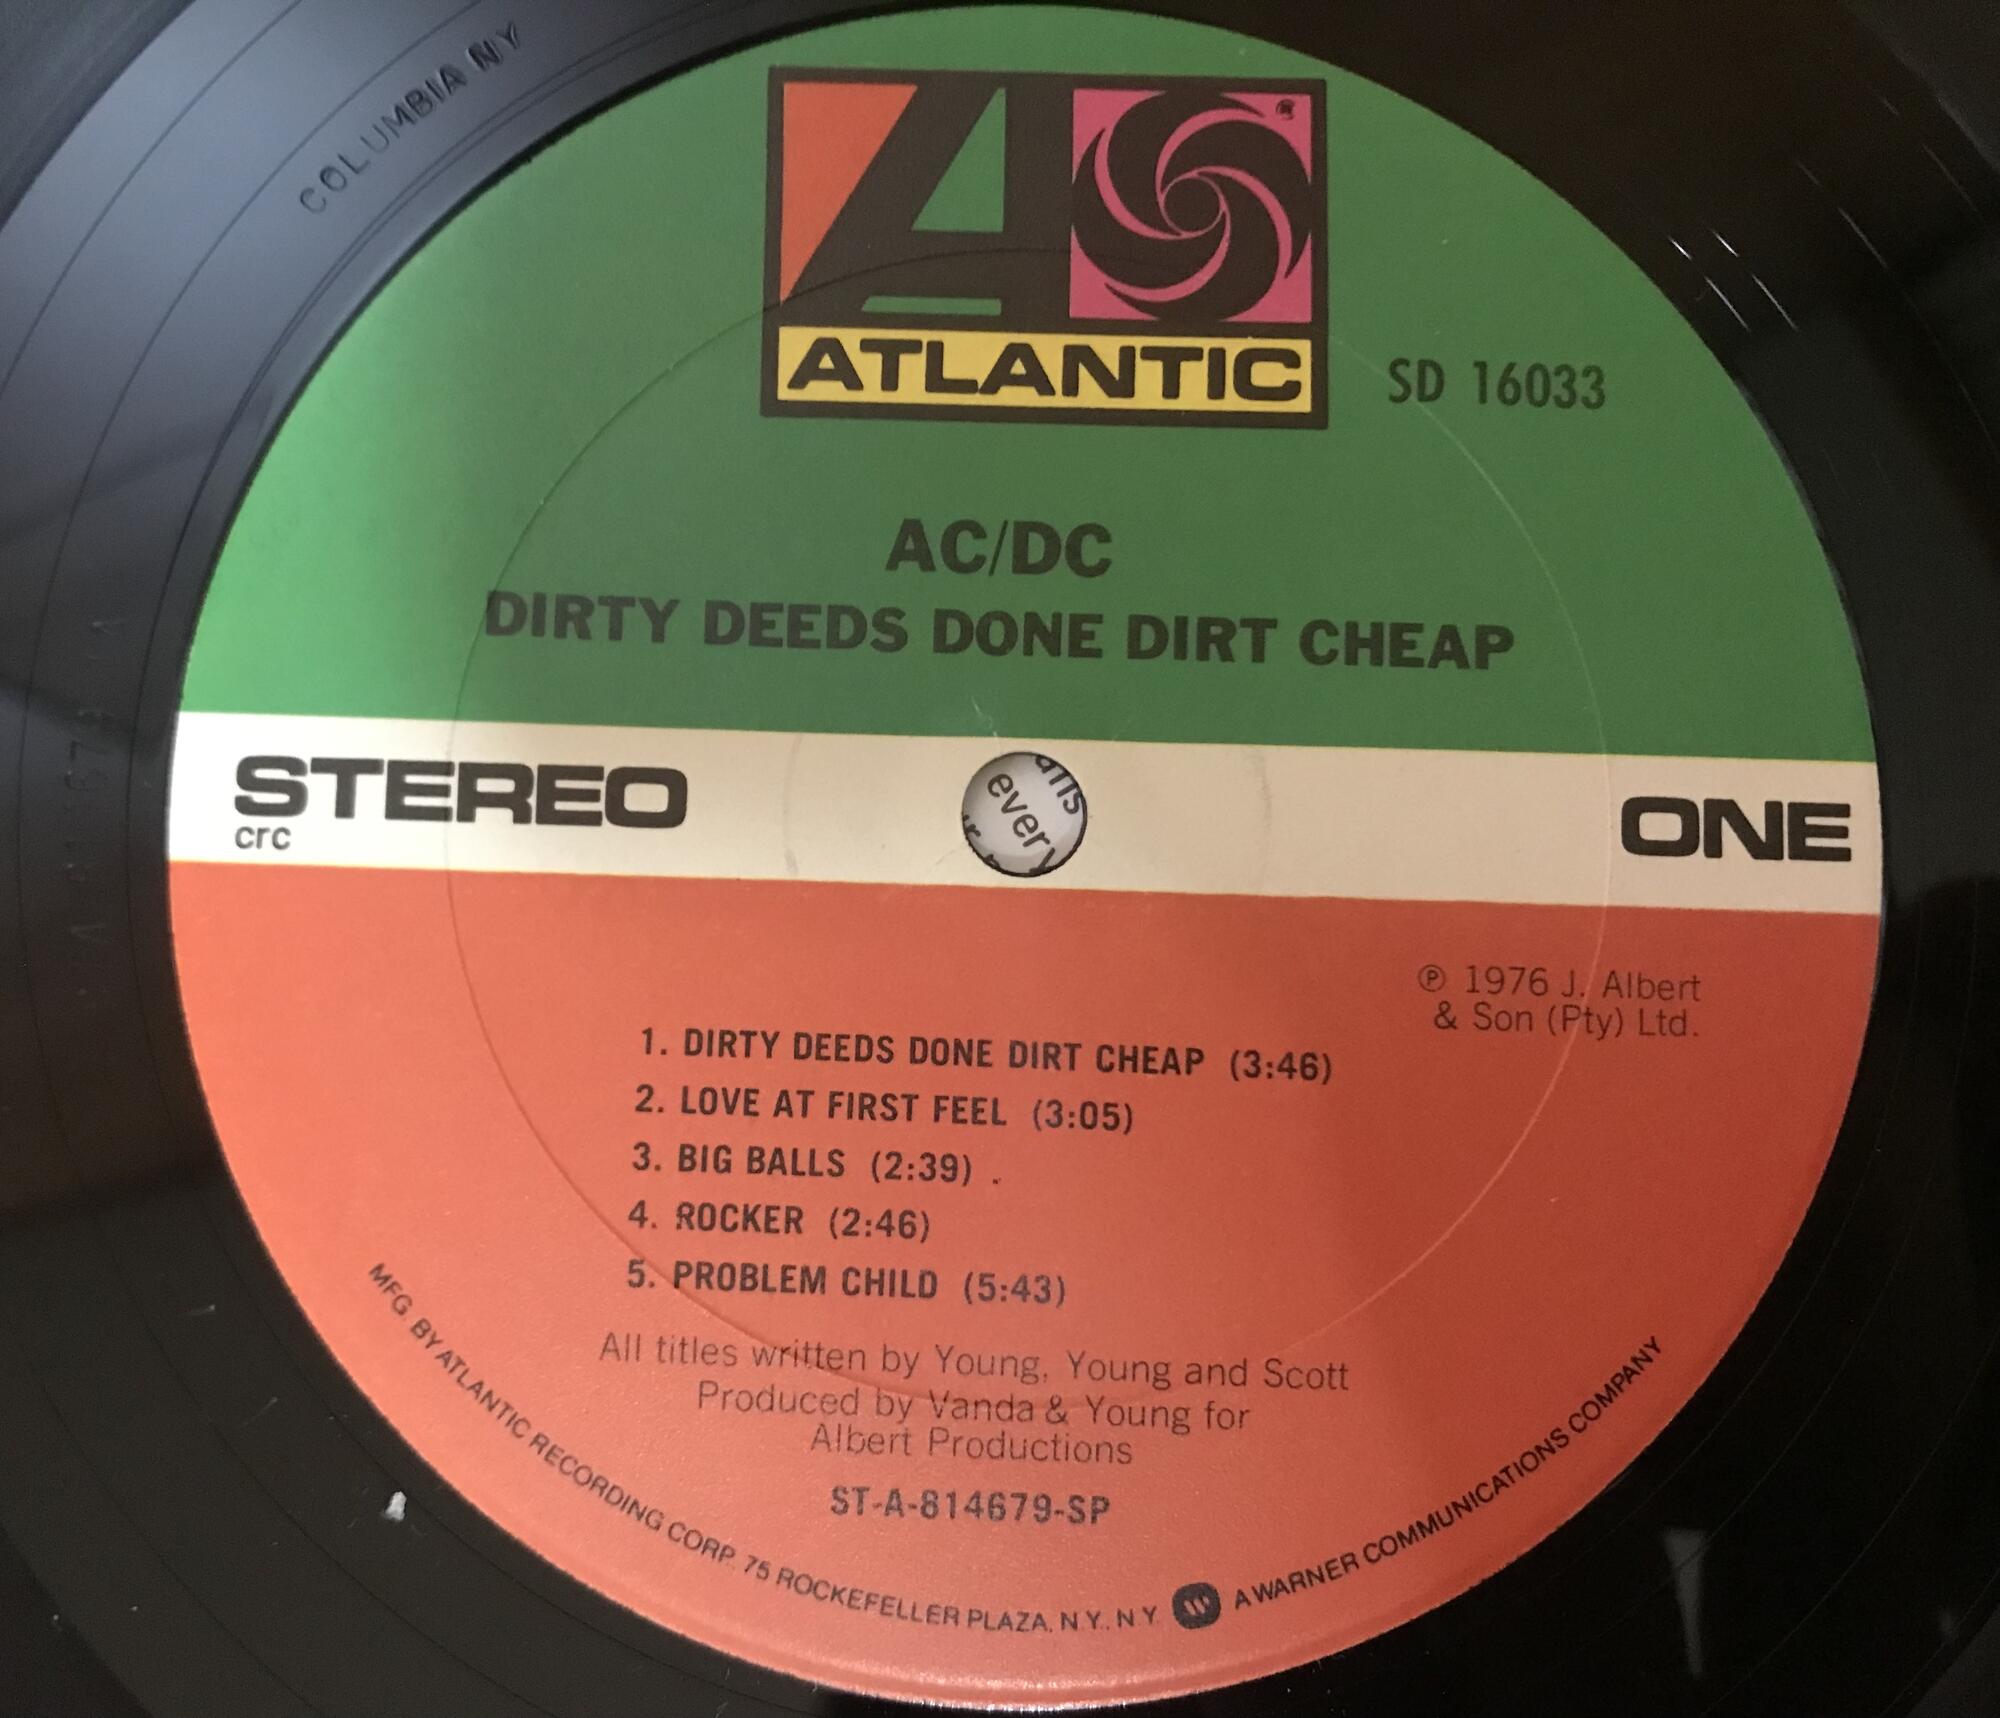 COLUMBIA NY
ATLANTIC
SD 16033
AC/DC
DIRTY DEEDS DONE DIRT CHEAP
STEREO
crc
every
ONE
℗ 1976 J. Albert
& Son (Pty) Ltd.
1. DIRTY DEEDS DONE DIRT CHEAP (3:46)
2. LOVE AT FIRST FEEL (3:05)
3. BIG BALLS (2:39)
4. ROCKER (2:46)
5. PROBLEM CHILD (5:43)
All titles written by Young, Young and Scott
Produced by Vanda & Young for
Albert Productions
ST-A-814679-SP
MFG. BY ATLANTIC RECORDING CORP. 75 ROCKEFELLER PLAZA, N.Y., N.Y. A WARNER COMMUNICATIONS COMPANY